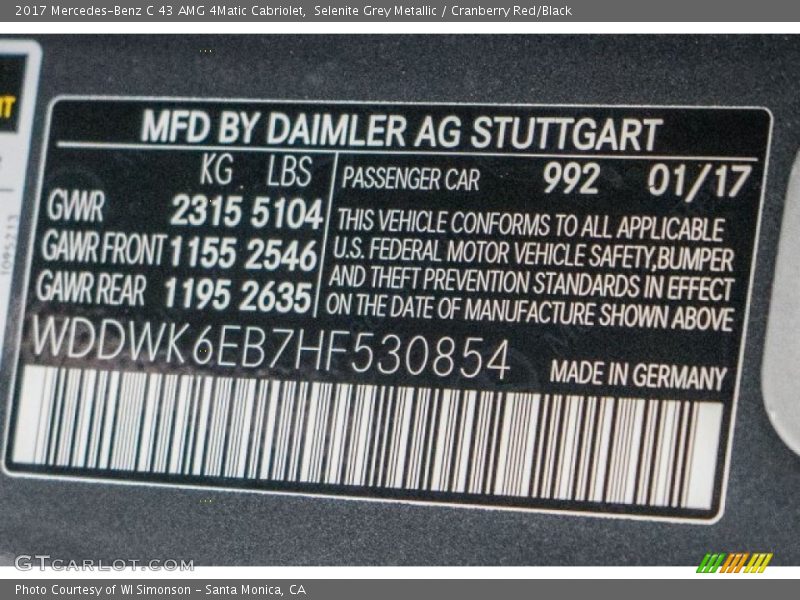 2017 Mercedes-Benz C 43 AMG 4Matic Cabriolet, Selenite Grey Metallic / Cranberry Red/Black
MFD BY DAIMLER AG STUTTGART
KG LBS
GWR 2315 5104
GAWR FRONT 1155 2546
GAWR REAR 1195 2635
PASSENGER CAR 992 01/17
THIS VEHICLE CONFORMS TO ALL APPLICABLE
U.S. FEDERAL MOTOR VEHICLE SAFETY,BUMPER
AND THEFT PREVENTION STANDARDS IN EFFECT
ON THE DATE OF MANUFACTURE SHOWN ABOVE
WDDWK6EB7HF530854
MADE IN GERMANY
GTCARLOT.COM
Photo Courtesy of WI Simonson - Santa Monica, CA